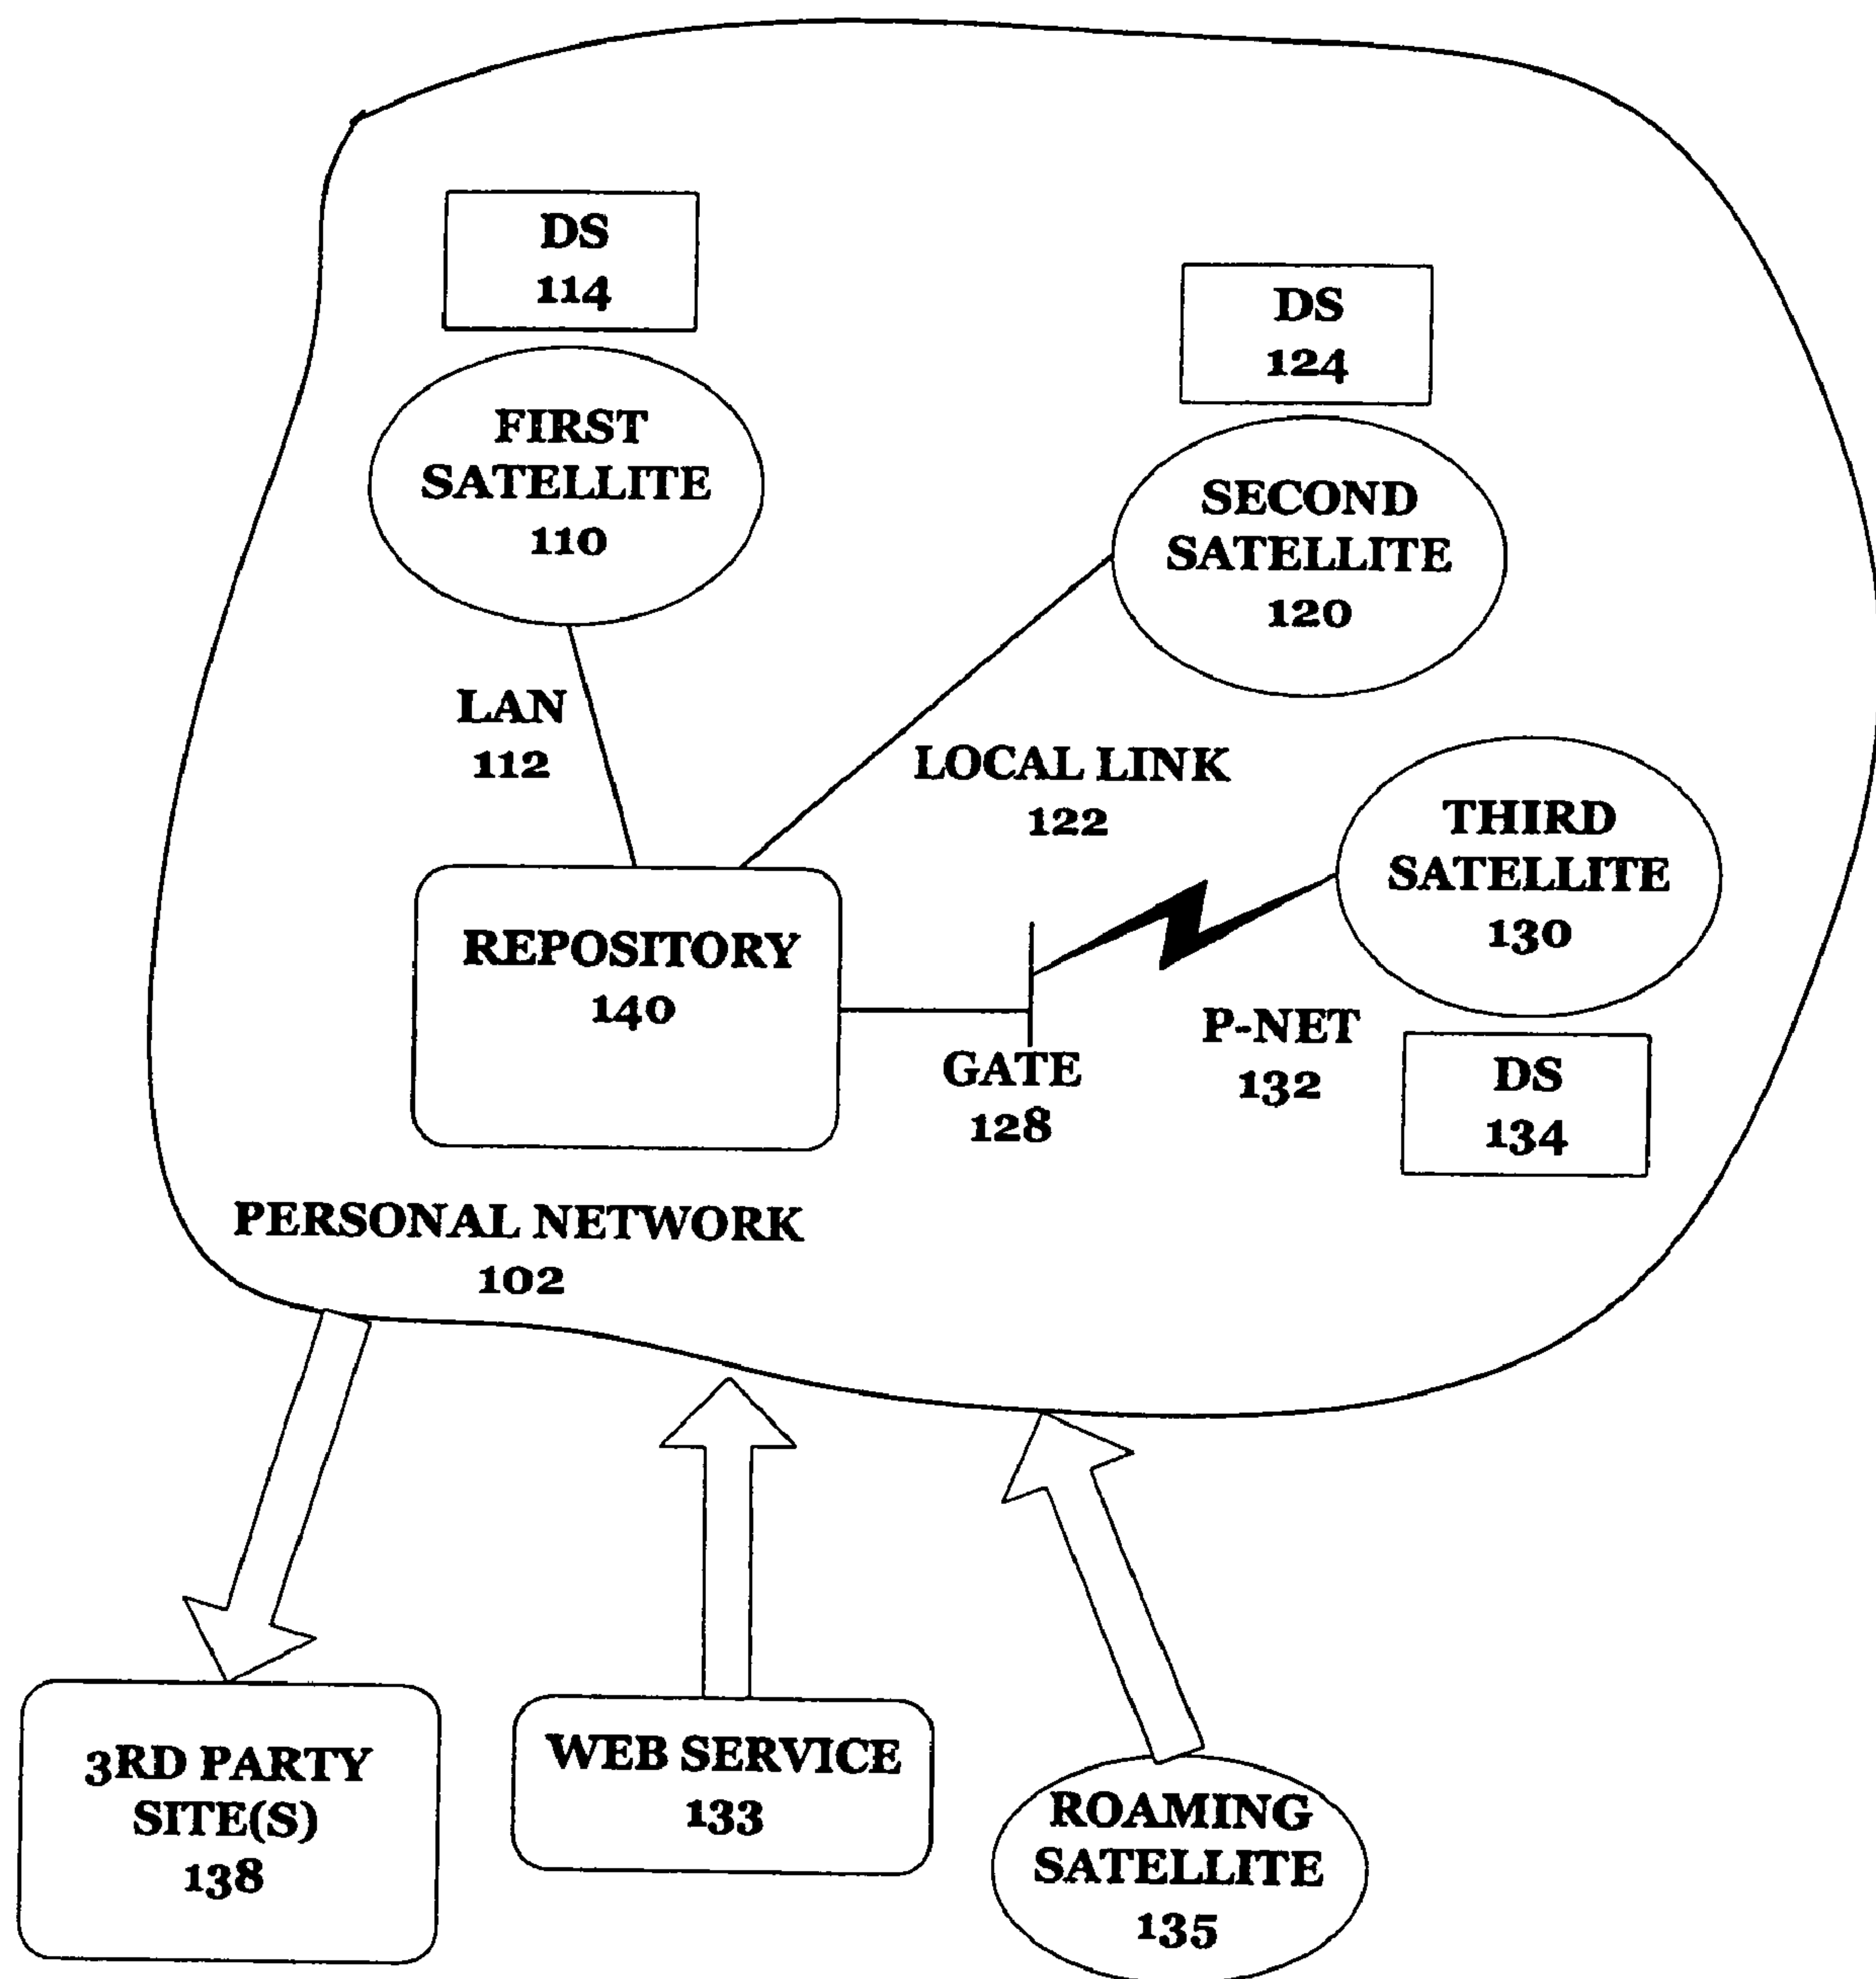 DS
114
DS
124
FIRST
SATELLITE
110
SECOND
SATELLITE
120
LAN
112
LOCAL LINK
122
THIRD
SATELLITE
130
REPOSITORY
140
P-NET
132
GATE
128
DS
134
PERSONAL NETWORK
102
3RD PARTY
SITE(S)
138
WEB SERVICE
133
ROAMING
SATELLITE
135